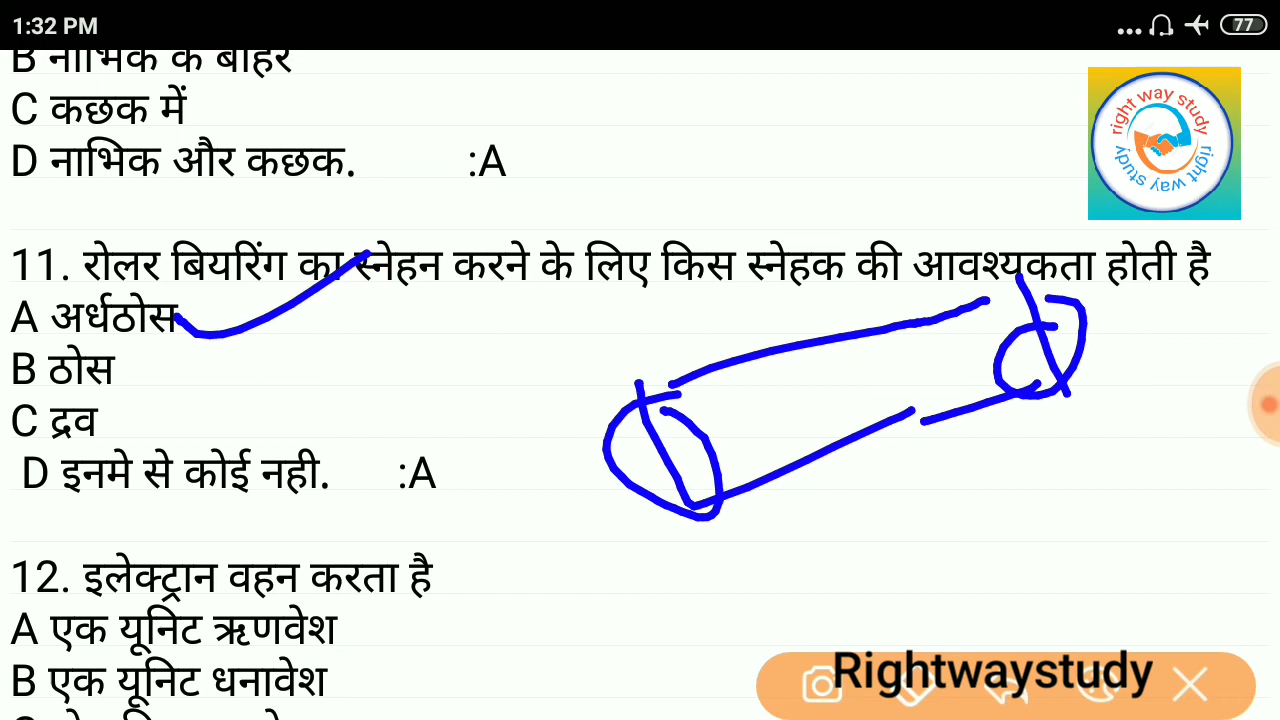 1:32 PM
77
B नाभिक के बाहर
C कछक में
D नाभिक और कछक. :A
right way study
right way study
11. रोलर बियरिंग का स्नेहन करने के लिए किस स्नेहक की आवश्यकता होती है
A अर्धठोस
B ठोस
C द्रव
D इनमे से कोई नही. :A
12. इलेक्ट्रान वहन करता है
A एक यूनिट ऋणवेश
B एक यूनिट धनावेश
Rightwaystudy